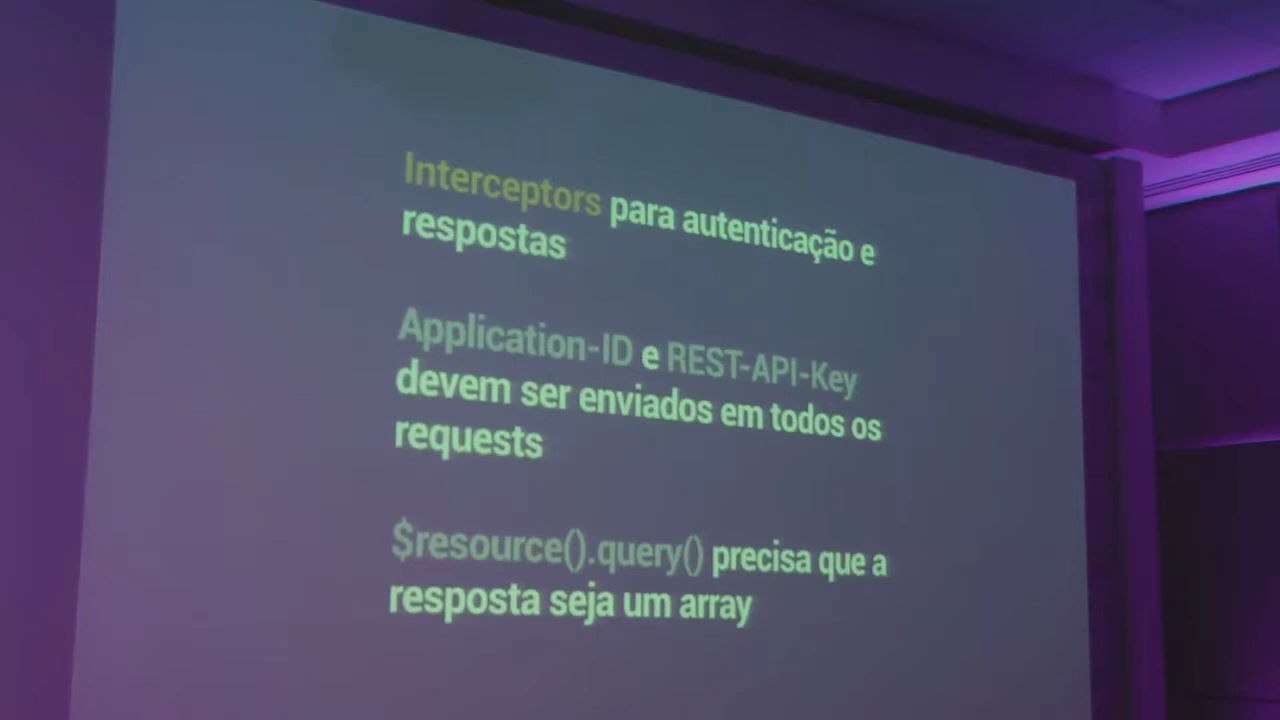 Interceptors para autenticação e
respostas
Application-ID e REST-API-Key
devem ser enviados em todos os
requests
$resource().query() precisa que a
resposta seja um array